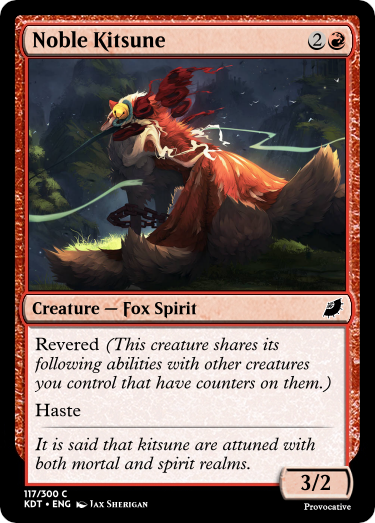 Noble Kitsune 2
Creature — Fox Spirit
Revered (This creature shares its
following abilities with other creatures
you control that have counters on them.)
Haste
It is said that kitsune are attuned with
both mortal and spirit realms.
3/2
117/300 C
KDT • ENG Jax Sherigan
Provocative